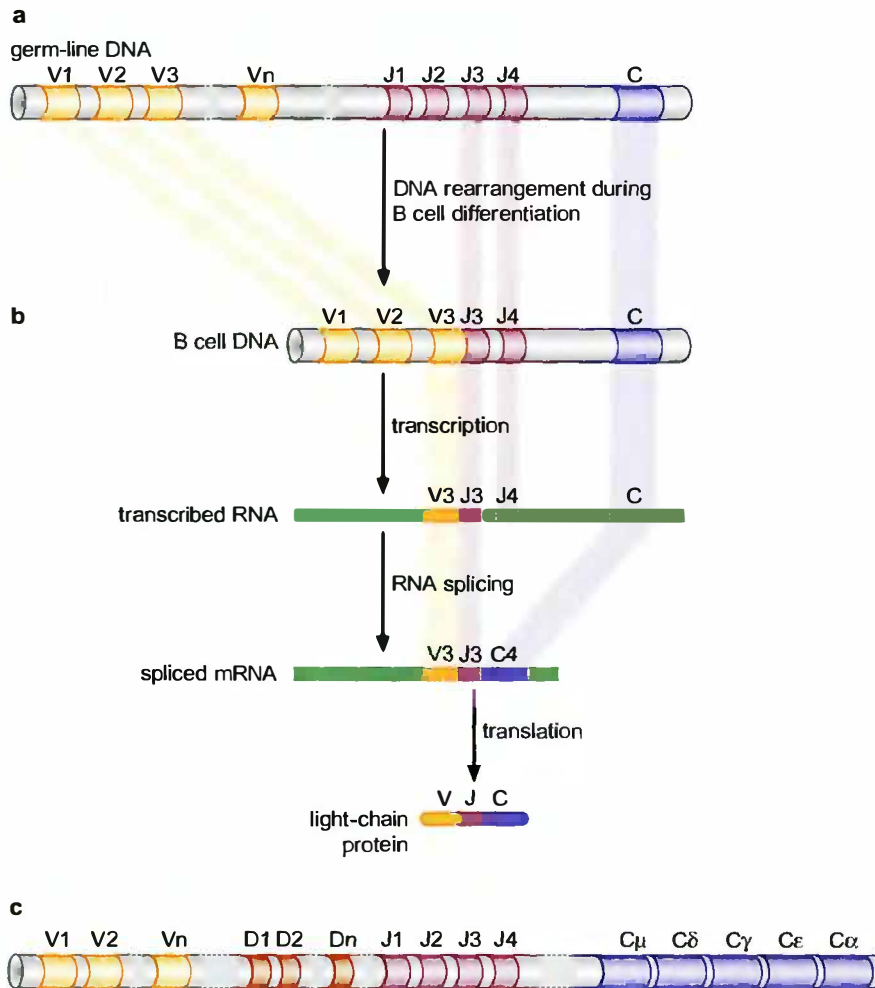 a
germ-line DNA
V1 V2 V3 Vn J1 J2 J3 J4 C
DNA rearrangement during
B cell differentiation
b
V1 V2 V3 J3 J4 C
B cell DNA
transcription
V3 J3 J4 C
transcribed RNA
RNA splicing
V3 J3 C4
spliced mRNA
translation
V J C
light-chain
protein
c
V1 V2 Vn D1 D2 Dn J1 J2 J3 J4 Cμ Cδ Cγ Cε Cα